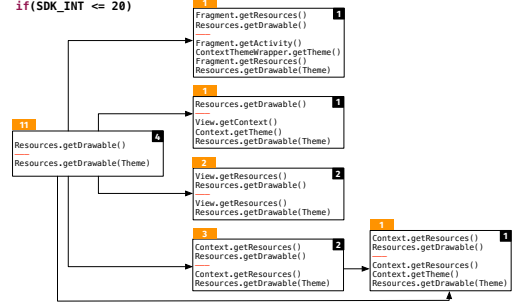 if(SDK_INT <= 20)
1
1
Fragment.getResources()
Resources.getDrawable()
Fragment.getActivity()
ContextThemeWrapper.getTheme()
Fragment.getResources()
Resources.getDrawable(Theme)
1
1
Resources.getDrawable()
View.getContext()
Context.getTheme()
Resources.getDrawable(Theme)
11
4
Resources.getDrawable()
Resources.getDrawable(Theme)
2
2
View.getResources()
Resources.getDrawable()
View.getResources()
Resources.getDrawable(Theme)
3
2
Context.getResources()
Resources.getDrawable()
Context.getResources()
Resources.getDrawable(Theme)
1
1
Context.getResources()
Resources.getDrawable()
Context.getResources()
Context.getTheme()
Resources.getDrawable(Theme)